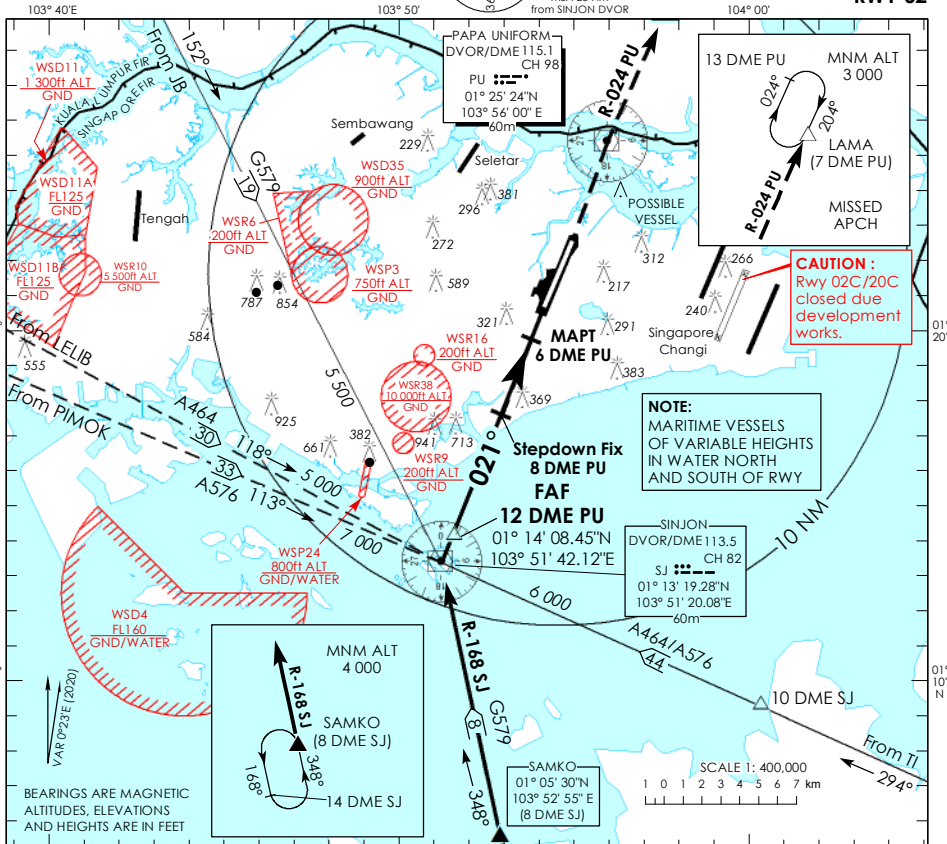 103° 40'E
103° 50'
104° 00'
from SINJON DVOR
WSD11
1 300ft ALT
GND
KUALA LUMPUR FIR
SINGAPORE FIR
152°
From JB
PAPA UNIFORM
DVOR/DME 115.1
CH 98
PU
01° 25' 24"N
103° 56' 00" E
60m
R-024 PU
13 DME PU
MNM ALT
3 000
024°
204°
LAMA
(7 DME PU)
R-024 PU
MISSED
APCH
Sembawang
229
Seletar
G579
19
WSD35
900ft ALT
GND
WSD11A
FL125
GND
Tengah
WSR6
200ft ALT
GND
296
381
POSSIBLE
VESSEL
272
312
WSD11B
FL125
GND
WSR10
5 500ft ALT
GND
WSP3
750ft ALT
GND
787
854
589
217
266
240
CAUTION :
Rwy 02C/20C
closed due
development
works.
584
321
291
Singapore
Changi
01°
20'
From LELIB
555
WSR16
200ft ALT
GND
MAPT
6 DME PU
383
From PIMOK
5 500
WSR38
10 000ft ALT
GND
369
A464
30
118°
5 000
925
661
382
941
713
021°
NOTE:
MARITIME VESSELS
OF VARIABLE HEIGHTS
IN WATER NORTH
AND SOUTH OF RWY
33
A576
113°
7 000
WSR9
200ft ALT
GND
Stepdown Fix
8 DME PU
FAF
12 DME PU
01° 14' 08.45"N
103° 51' 42.12"E
10 NM
WSP24
800ft ALT
GND/WATER
SINJON
DVOR/DME 113.5
CH 82
SJ
01° 13' 19.28"N
103° 51' 20.08"E
60m
6 000
WSD4
FL160
GND/WATER
A464/A576
44
R-168 SJ
G579
8
MNM ALT
4 000
R-168 SJ
SAMKO
(8 DME SJ)
168°
348°
14 DME SJ
01°
10'
N
10 DME SJ
VAR 0°23'E (2020)
From TI
294°
348°
SAMKO
01° 05' 30"N
103° 52' 55" E
(8 DME SJ)
SCALE 1: 400,000
1 0 1 2 3 4 5 6 7 km
BEARINGS ARE MAGNETIC
ALTITUDES, ELEVATIONS
AND HEIGHTS ARE IN FEET